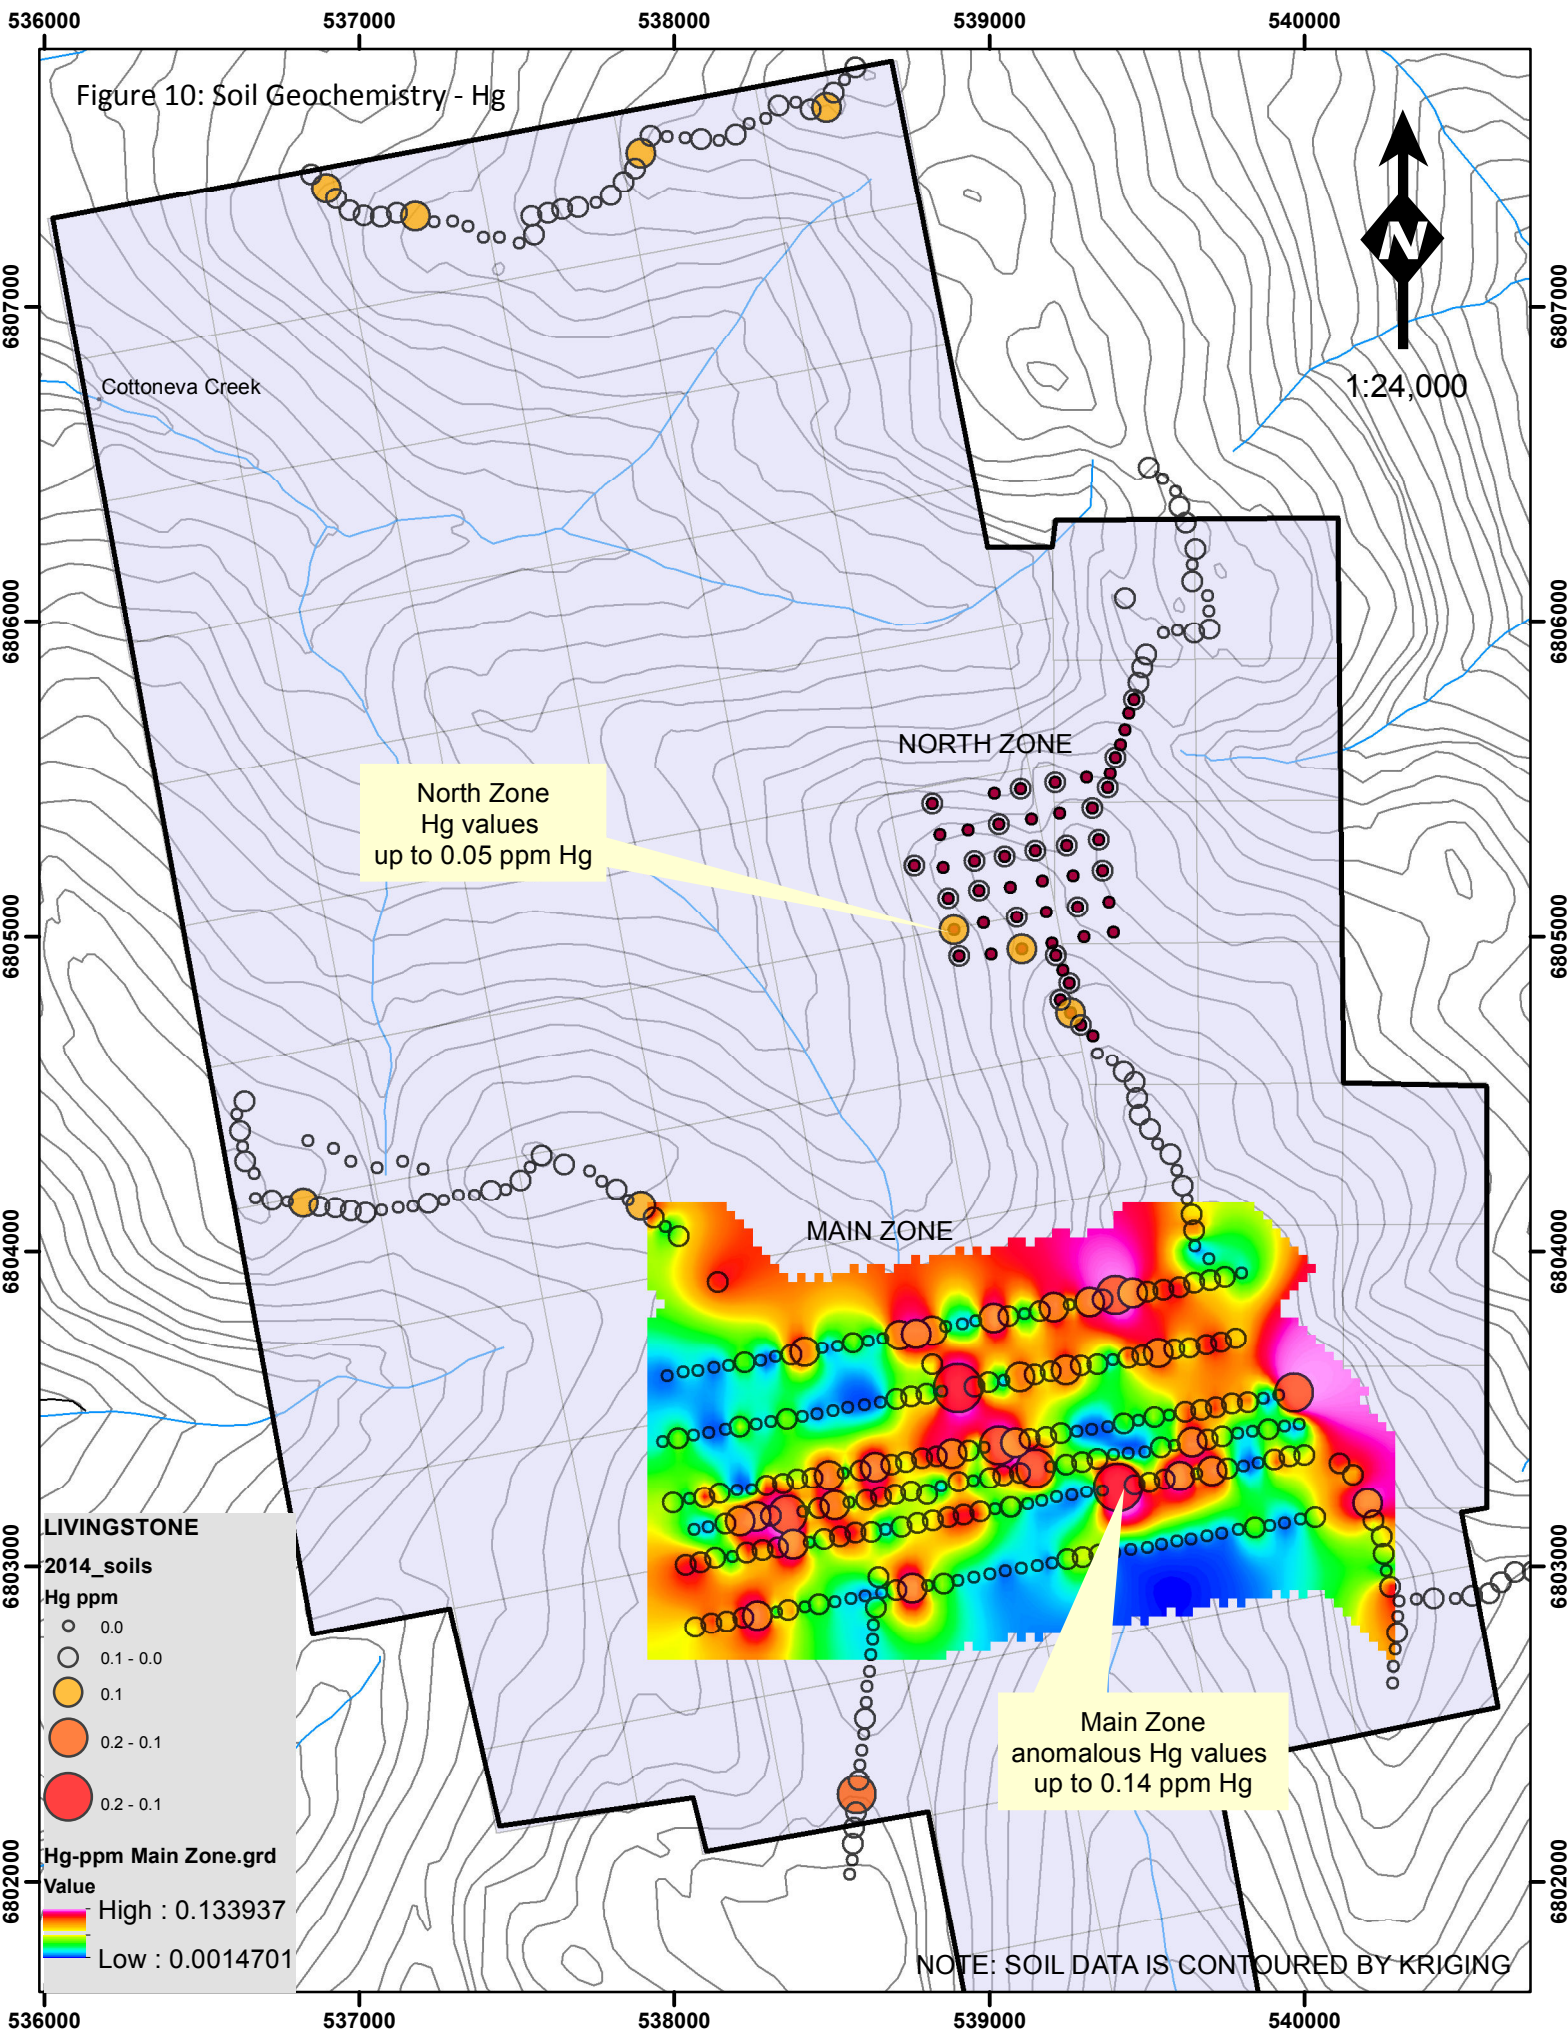 536000 537000 538000 539000 540000
Figure 10: Soil Geochemistry - Hg
N
6807000 6807000
Cottoneva Creek
1:24,000
6806000 6806000
NORTH ZONE
North Zone
Hg values
up to 0.05 ppm Hg
6805000 6805000
6804000 6804000
MAIN ZONE
6803000 6803000
LIVINGSTONE
2014_soils
Hg ppm
0.0
0.1 - 0.0
0.1
0.2 - 0.1
0.2 - 0.1
Main Zone
anomalous Hg values
up to 0.14 ppm Hg
Hg-ppm Main Zone.grd
Value
High : 0.133937
Low : 0.0014701
6802000 6802000
NOTE: SOIL DATA IS CONTOURED BY KRIGING
536000 537000 538000 539000 540000